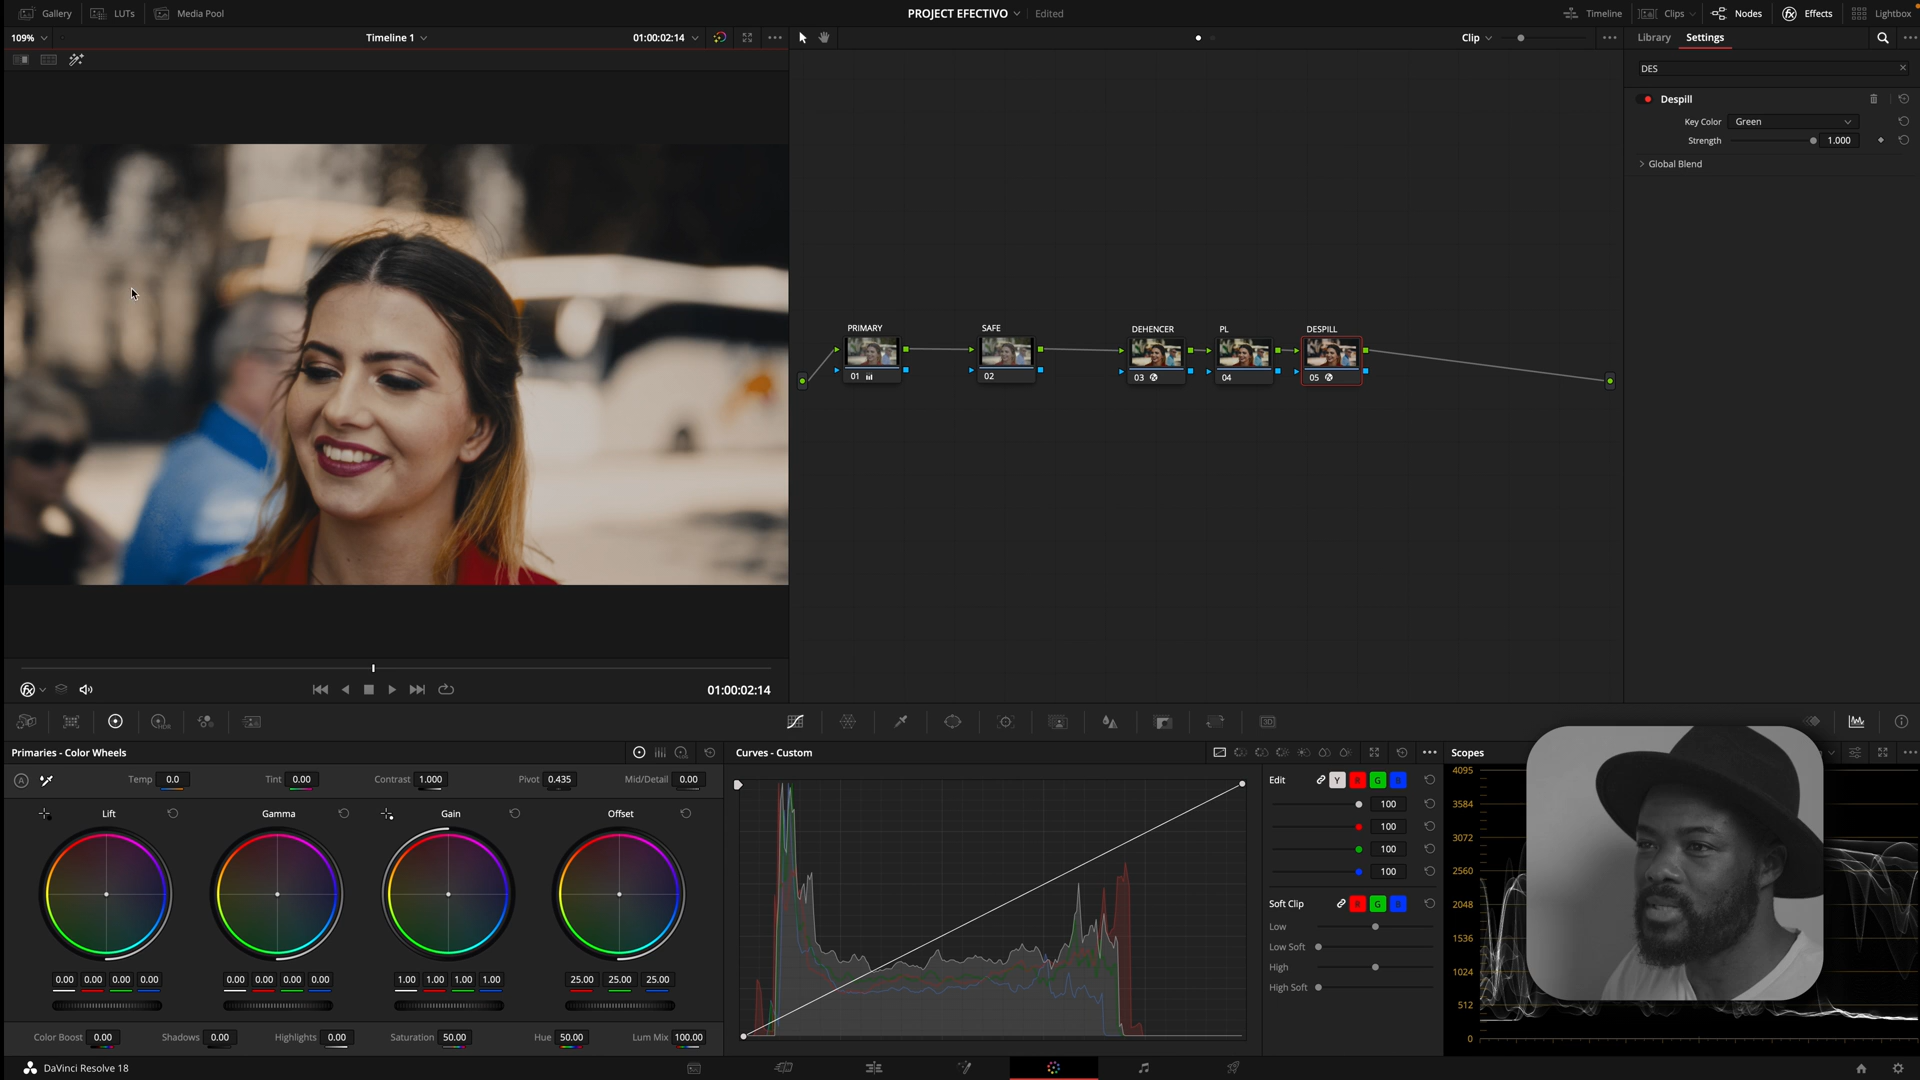 Gallery LUTs Media Pool PROJECT EFECTIVO Edited Timeline Clips Nodes Effects Lightbox
109% Timeline 1 01:00:02:14 Clip Library Settings
DES
Despill
Key Color Green
Strength 1.000
Global Blend
PRIMARY SAFE DEHENCER PL DESPILL
01 02 03 04 05
01:00:02:14
HDR 3D
Primaries - Color Wheels Curves - Custom Scopes
A Temp 0.0 Tint 0.00 Contrast 1.000 Pivot 0.435 Mid/Detail 0.00
Edit Y R G B
Lift Gamma Gain Offset
100
100
100
100
Soft Clip R G B
Low
Low Soft
High
High Soft
0.00 0.00 0.00 0.00 0.00 0.00 0.00 0.00 1.00 1.00 1.00 1.00 25.00 25.00 25.00
Color Boost 0.00 Shadows 0.00 Highlights 0.00 Saturation 50.00 Hue 50.00 Lum Mix 100.00
4095
3584
3072
2560
2048
1536
1024
512
0
DaVinci Resolve 18